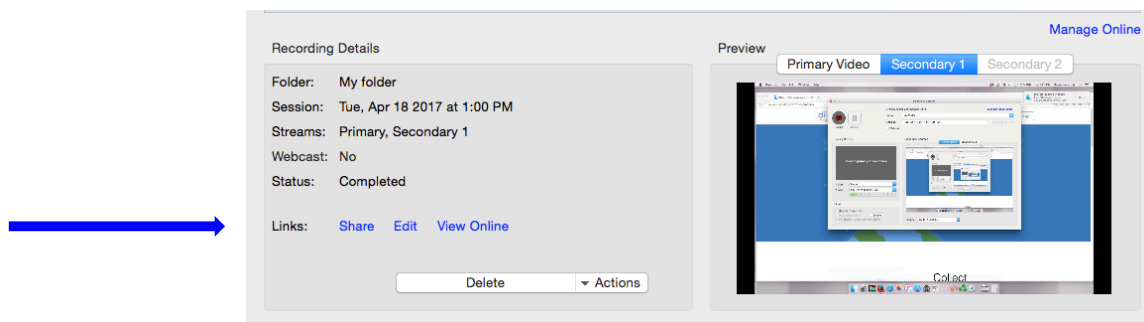 Manage Online
Recording Details
Folder: My folder
Session: Tue, Apr 18 2017 at 1:00 PM
Streams: Primary, Secondary 1
Webcast: No
Status: Completed
Links: Share Edit View Online
Delete Actions
Preview
Primary Video Secondary 1 Secondary 2
Collect